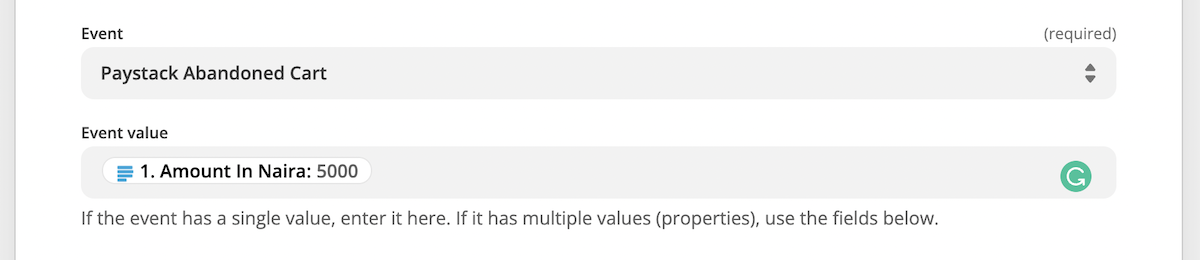 Event (required)
Paystack Abandoned Cart
Event value
1. Amount In Naira: 5000
If the event has a single value, enter it here. If it has multiple values (properties), use the fields below.